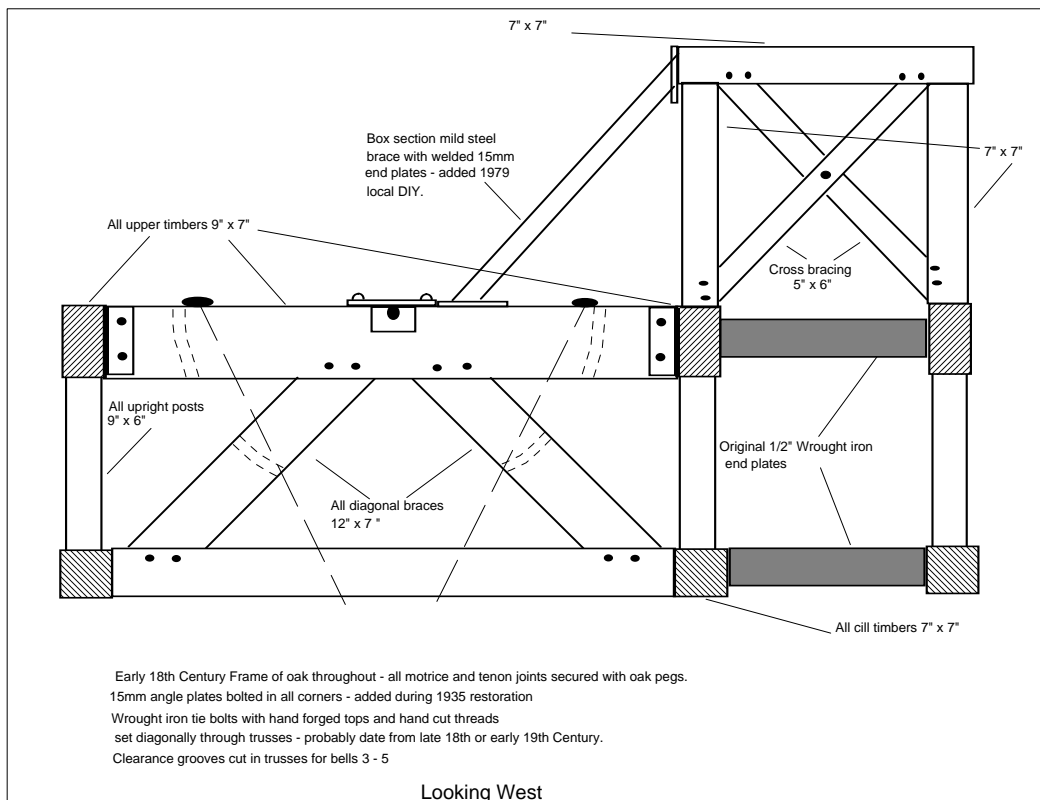 7" x 7"
Box section mild steel
brace with welded 15mm
end plates - added 1979
local DIY.
7" x 7"
All upper timbers 9" x 7"
Cross bracing
5" x 6"
All upright posts
9" x 6"
Original 1/2" Wrought iron
end plates
All diagonal braces
12" x 7 "
All cill timbers 7" x 7"
Early 18th Century Frame of oak throughout - all motrice and tenon joints secured with oak pegs.
15mm angle plates bolted in all corners - added during 1935 restoration
Wrought iron tie bolts with hand forged tops and hand cut threads
set diagonally through trusses - probably date from late 18th or early 19th Century.
Clearance grooves cut in trusses for bells 3 - 5
Looking West